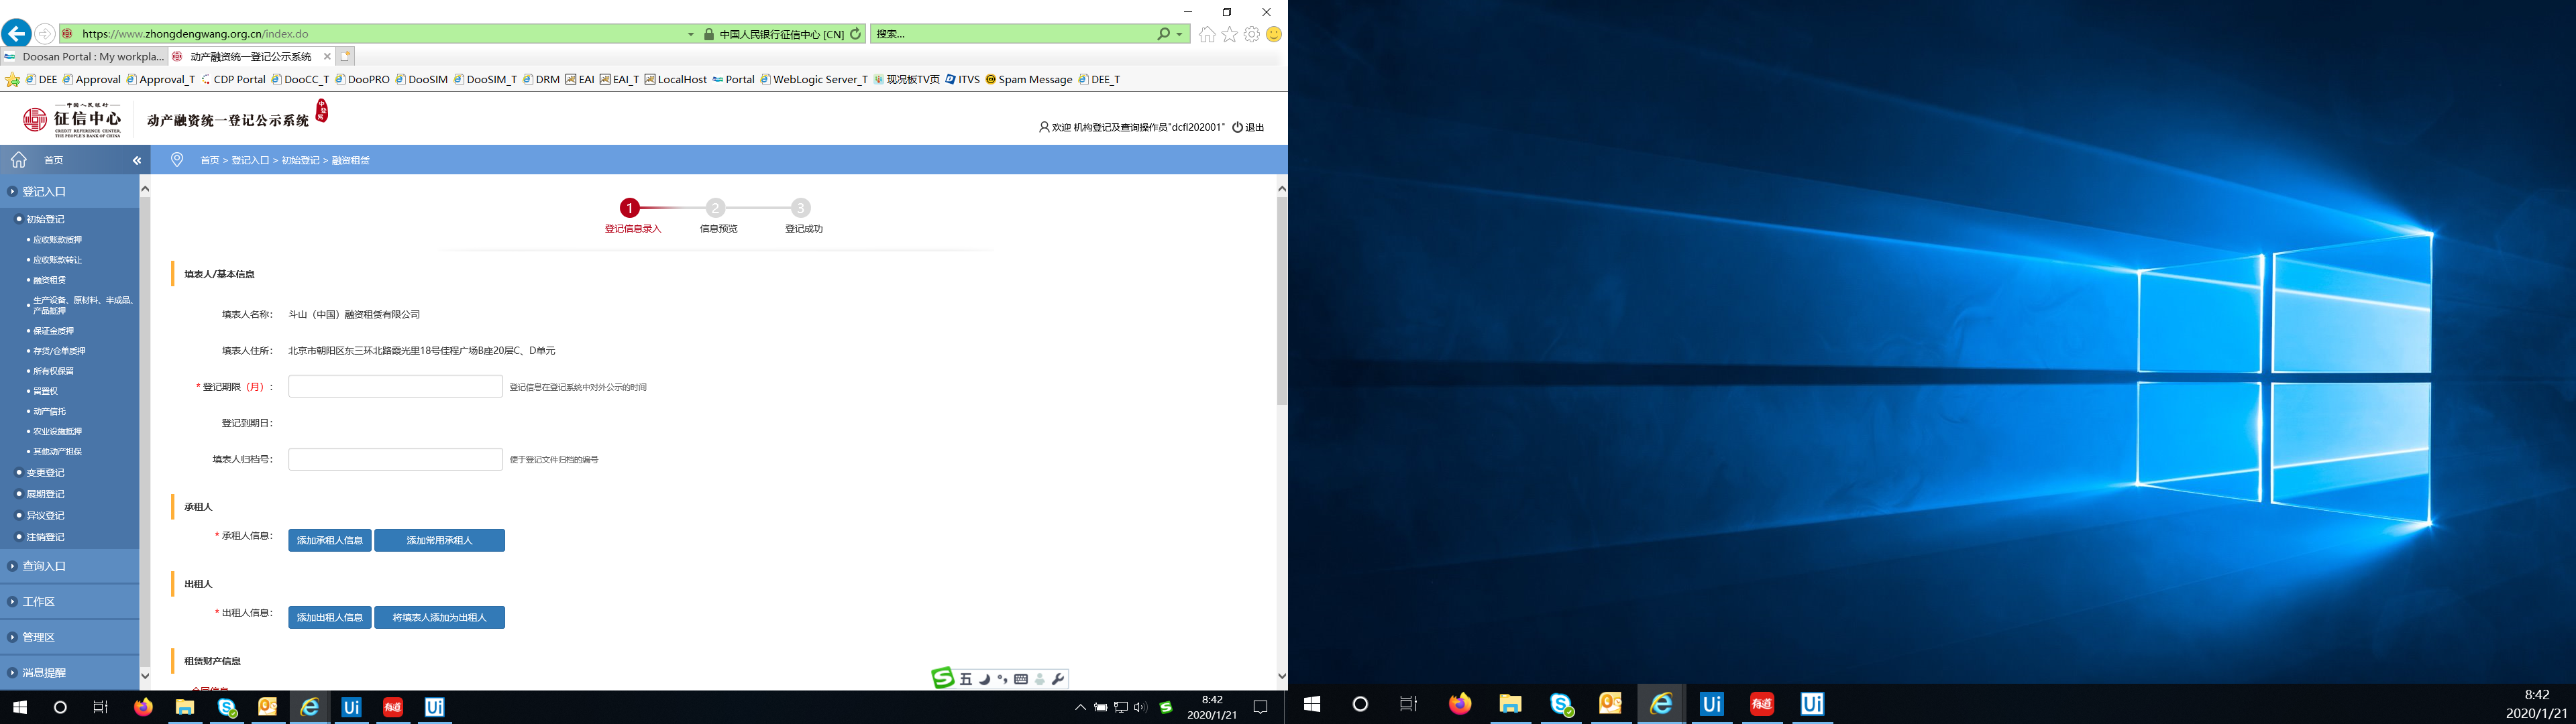 https://www.zhongdengwang.org.cn/index.do
中国人民银行征信中心 [CN]
搜索...
Doosan Portal : My workpla...
动产融资统一登记公示系统
DEE Approval Approval_T CDP Portal DooCC_T DooPRO DooSIM DooSIM_T DRM EAI EAI_T LocalHost Portal WebLogic Server_T 现况板TV页 ITVS Spam Message DEE_T
中国人民银行
征信中心
CREDIT REFERENCE CENTER,
THE PEOPLE'S BANK OF CHINA
动产融资统一登记公示系统
中登网
欢迎 机构登记及查询操作员"dcfl202001" 退出
首页
首页 > 登记入口 > 初始登记 > 融资租赁
登记入口
初始登记
应收账款质押
应收账款转让
融资租赁
生产设备、原材料、半成品、
产品抵押
保证金质押
存货/仓单质押
所有权保留
留置权
动产信托
农业设施抵押
其他动产担保
变更登记
展期登记
异议登记
注销登记
查询入口
工作区
管理区
消息提醒
1 2 3
登记信息录入 信息预览 登记成功
填表人/基本信息
填表人名称： 斗山（中国）融资租赁有限公司
填表人住所： 北京市朝阳区东三环北路霞光里18号佳程广场B座20层C、D单元
* 登记期限（月）： 登记信息在登记系统中对外公示的时间
登记到期日：
填表人归档号： 便于登记文件归档的编号
承租人
* 承租人信息： 添加承租人信息 添加常用承租人
出租人
* 出租人信息： 添加出租人信息 将填表人添加为出租人
租赁财产信息
合同信息
五
8:42
2020/1/21
8:42
2020/1/21